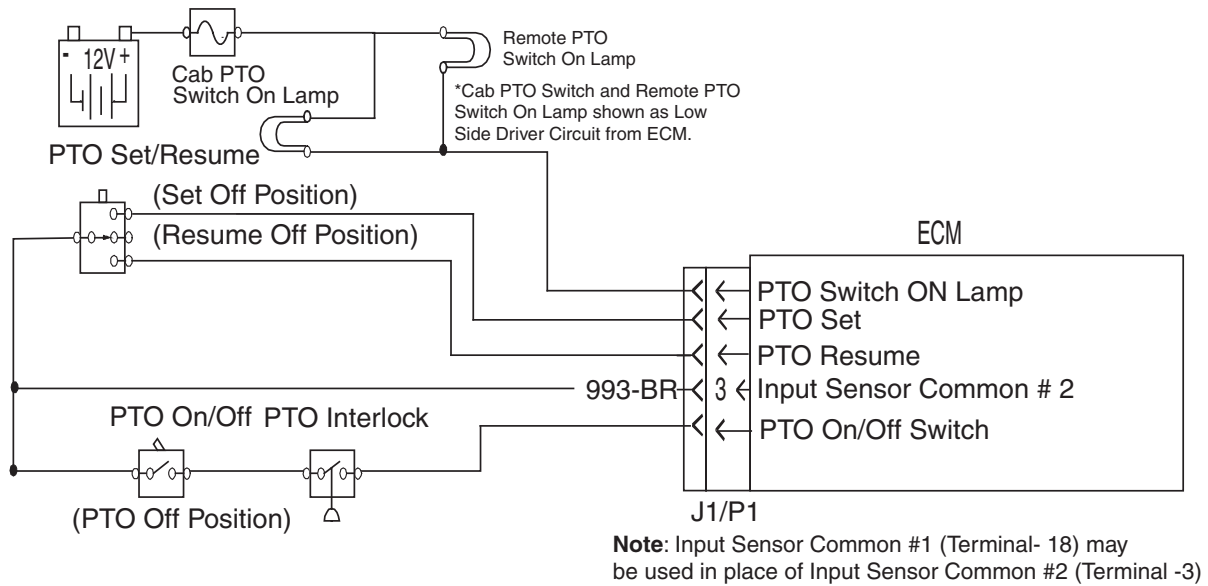 Remote PTO
Switch On Lamp
- 12V +
Cab PTO
Switch On Lamp
*Cab PTO Switch and Remote PTO
Switch On Lamp shown as Low
Side Driver Circuit from ECM.
PTO Set/Resume
(Set Off Position)
(Resume Off Position)
ECM
PTO Switch ON Lamp
PTO Set
PTO Resume
993-BR 3 Input Sensor Common # 2
PTO On/Off PTO Interlock
PTO On/Off Switch
(PTO Off Position)
J1/P1
Note: Input Sensor Common #1 (Terminal- 18) may
be used in place of Input Sensor Common #2 (Terminal -3)